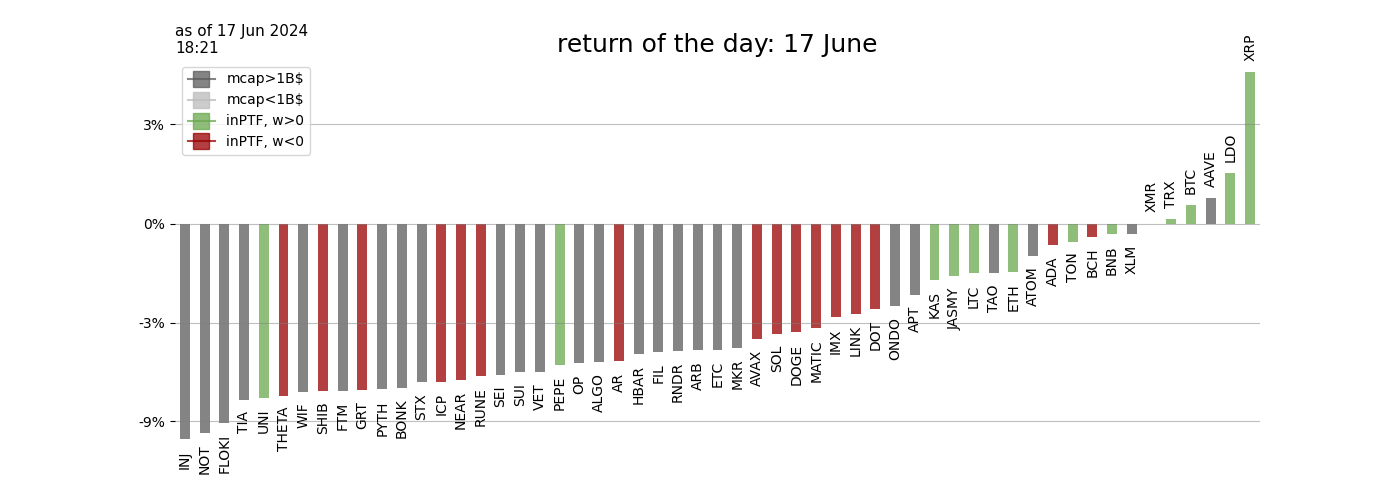 as of 17 Jun 2024
18:21
return of the day: 17 June
mcap>1B$
mcap<1B$
inPTF, w>0
inPTF, w<0
3%
0%
-3%
-9%
INJ
NOT
FLOKI
TIA
UNI
THETA
WIF
SHIB
FTM
GRT
PYTH
BONK
STX
ICP
NEAR
RUNE
SEI
SUI
VET
PEPE
OP
ALGO
AR
HBAR
FIL
RNDR
ARB
ETC
MKR
AVAX
SOL
DOGE
MATIC
IMX
LINK
DOT
ONDO
APT
KAS
JASMY
LTC
TAO
ETH
ATOM
ADA
TON
BCH
BNB
XLM
XMR
TRX
BTC
AAVE
LDO
XRP